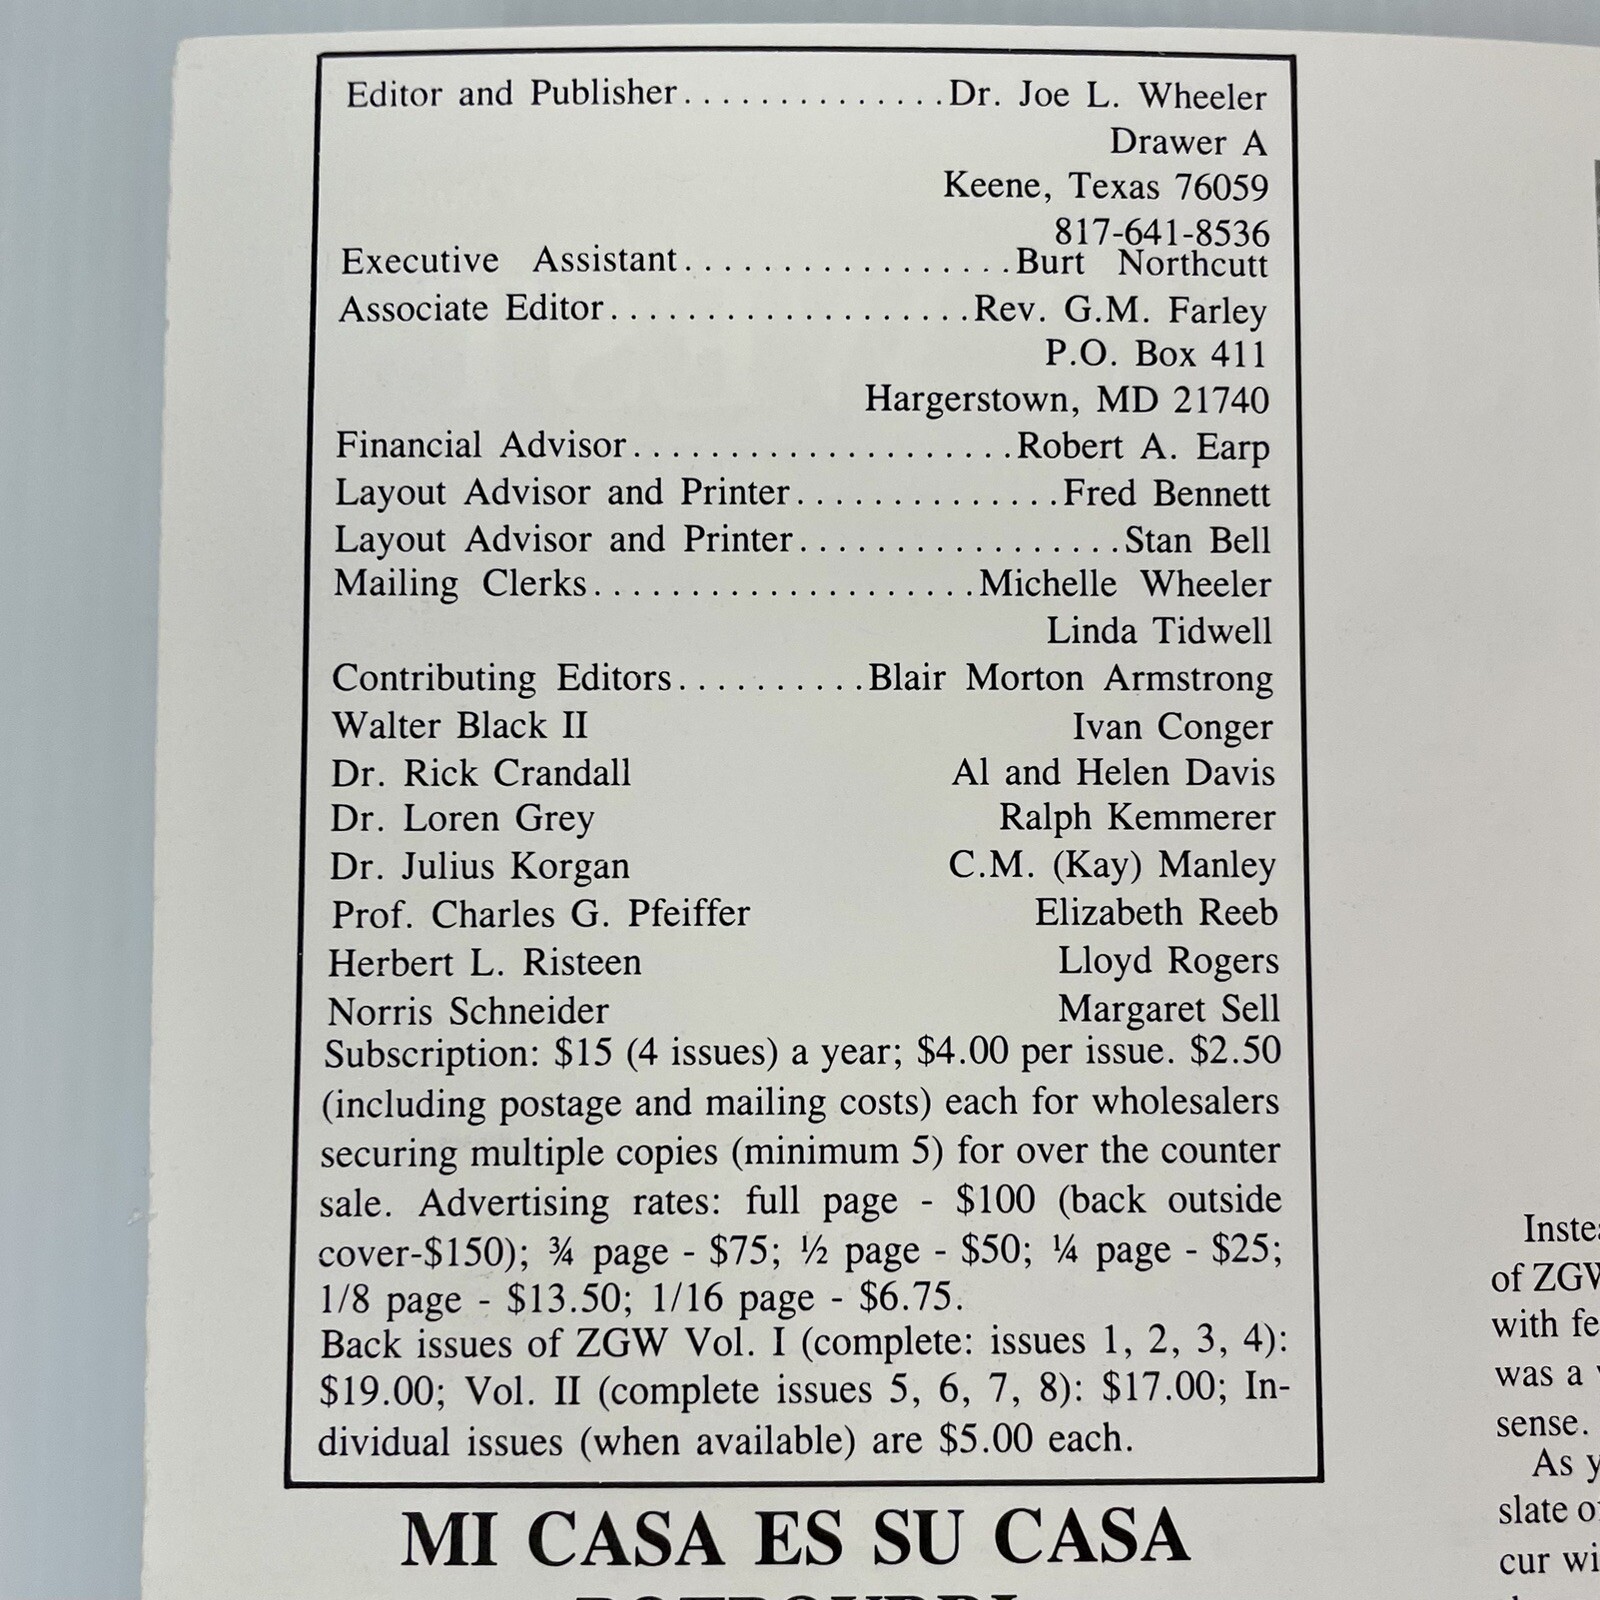 Editor and Publisher..............Dr. Joe L. Wheeler
Drawer A
Keene, Texas 76059
817-641-8536
Executive Assistant.................Burt Northcutt
Associate Editor...................Rev. G.M. Farley
P.O. Box 411
Hargerstown, MD 21740
Financial Advisor....................Robert A. Earp
Layout Advisor and Printer..............Fred Bennett
Layout Advisor and Printer.................Stan Bell
Mailing Clerks....................Michelle Wheeler
Linda Tidwell
Contributing Editors..........Blair Morton Armstrong
Walter Black II Ivan Conger
Dr. Rick Crandall Al and Helen Davis
Dr. Loren Grey Ralph Kemmerer
Dr. Julius Korgan C.M. (Kay) Manley
Prof. Charles G. Pfeiffer Elizabeth Reeb
Herbert L. Risteen Lloyd Rogers
Norris Schneider Margaret Sell
Subscription: $15 (4 issues) a year; $4.00 per issue. $2.50
(including postage and mailing costs) each for wholesalers
securing multiple copies (minimum 5) for over the counter
sale. Advertising rates: full page - $100 (back outside
cover-$150); ¾ page - $75; ½ page - $50; ¼ page - $25;
1/8 page - $13.50; 1/16 page - $6.75.
Back issues of ZGW Vol. I (complete: issues 1, 2, 3, 4):
$19.00; Vol. II (complete issues 5, 6, 7, 8): $17.00; In-
dividual issues (when available) are $5.00 each.
MI CASA ES SU CASA
of
with
was a
sense.
As
slate
cur